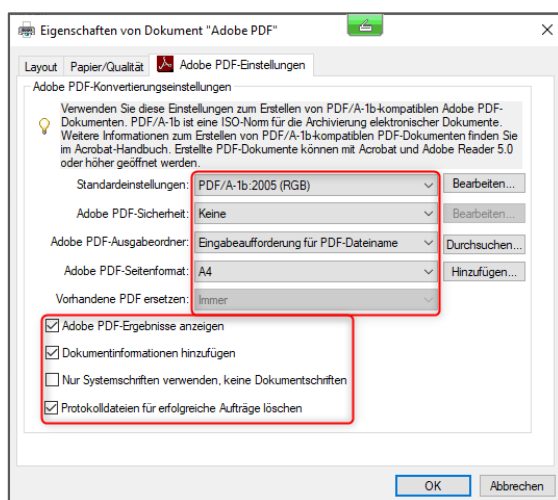 Eigenschaften von Dokument "Adobe PDF"
Layout Papier/Qualität Adobe PDF-Einstellungen
Adobe PDF-Konvertierungseinstellungen
Verwenden Sie diese Einstellungen zum Erstellen von PDF/A-1b-kompatiblen Adobe PDF-
Dokumenten. PDF/A-1b ist eine ISO-Norm für die Archivierung elektronischer Dokumente.
Weitere Informationen zum Erstellen von PDF/A-1b-kompatiblen PDF-Dokumenten finden Sie
im Acrobat-Handbuch. Erstellte PDF-Dokumente können mit Acrobat und Adobe Reader 5.0
oder höher geöffnet werden.
Standardeinstellungen: PDF/A-1b:2005 (RGB) Bearbeiten...
Adobe PDF-Sicherheit: Keine Bearbeiten...
Adobe PDF-Ausgabeordner: Eingabeaufforderung für PDF-Dateiname Durchsuchen...
Adobe PDF-Seitenformat: A4 Hinzufügen...
Vorhandene PDF ersetzen: Immer
Adobe PDF-Ergebnisse anzeigen
Dokumentinformationen hinzufügen
Nur Systemschriften verwenden, keine Dokumentschriften
Protokolldateien für erfolgreiche Aufträge löschen
OK Abbrechen